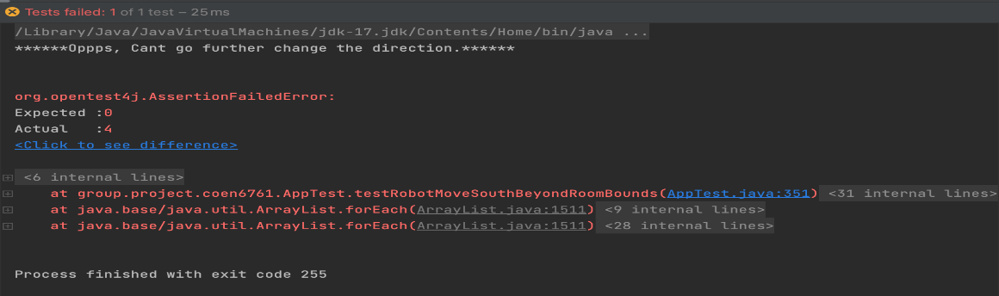 Tests failed: 1 of 1 test – 25 ms
/Library/Java/JavaVirtualMachines/jdk-17.jdk/Contents/Home/bin/java ...
******Oppps, Cant go further change the direction.******
org.opentest4j.AssertionFailedError:
Expected :0
Actual   :4
<Click to see difference>
<6 internal lines>
at group.project.coen6761.AppTest.testRobotMoveSouthBeyondRoomBounds(AppTest.java:351) <31 internal lines>
at java.base/java.util.ArrayList.forEach(ArrayList.java:1511) <9 internal lines>
at java.base/java.util.ArrayList.forEach(ArrayList.java:1511) <28 internal lines>
Process finished with exit code 255